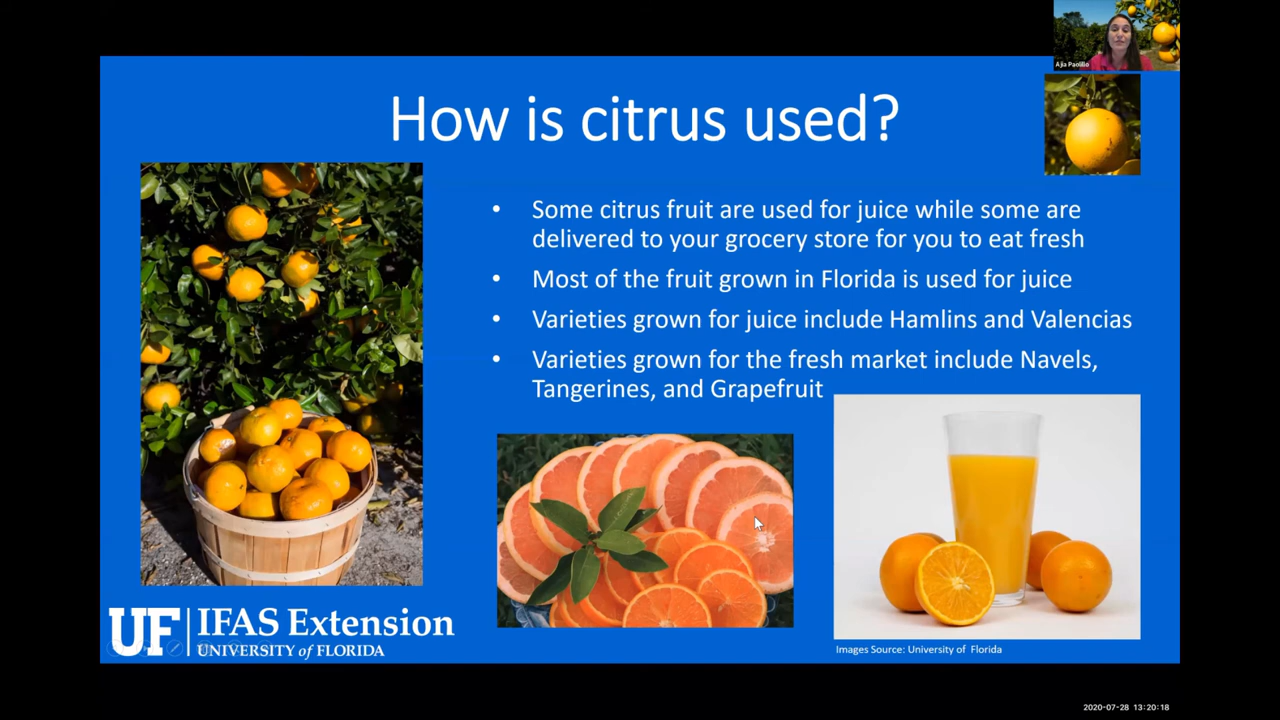 Ajia Paolillo
How is citrus used?
• Some citrus fruit are used for juice while some are
delivered to your grocery store for you to eat fresh
• Most of the fruit grown in Florida is used for juice
• Varieties grown for juice include Hamlins and Valencias
• Varieties grown for the fresh market include Navels,
Tangerines, and Grapefruit
UF IFAS Extension
UNIVERSITY of FLORIDA
Images Source: University of Florida
2020-07-28 13:20:18